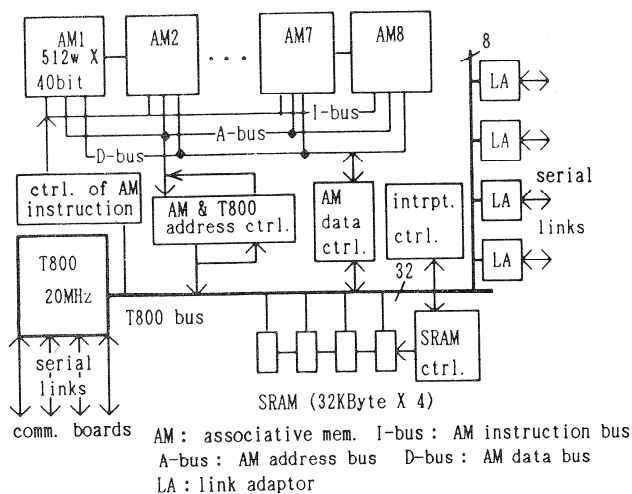 AM1
512w X
40bit
AM2
. . .
AM7
AM8
8
LA
LA
LA
LA
serial
links
I-bus
A-bus
D-bus
ctrl. of AM
instruction
AM & T800
address ctrl.
AM
data
ctrl.
intrpt.
ctrl.
T800
20MHz
32
T800 bus
SRAM
ctrl.
serial
links
comm. boards
SRAM (32KByte X 4)
AM: associative mem. I-bus: AM instruction bus
A-bus: AM address bus D-bus: AM data bus
LA: link adaptor